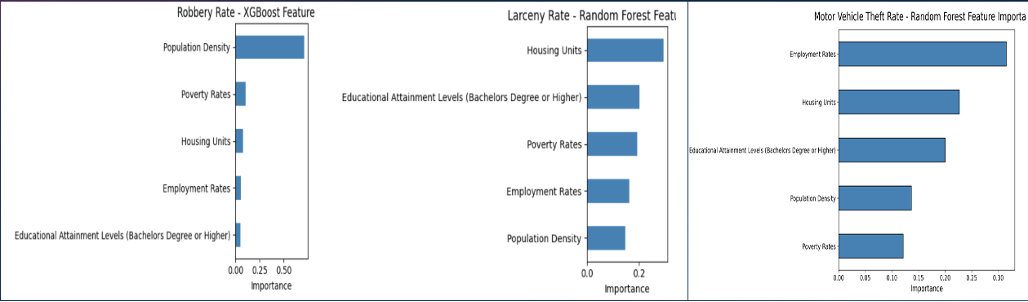 Robbery Rate - XGBoost Feature
Population Density
Poverty Rates
Housing Units
Employment Rates
Educational Attainment Levels (Bachelors Degree or Higher)
0.00 0.25 0.50
Importance
Larceny Rate - Random Forest Featu
Housing Units
Educational Attainment Levels (Bachelors Degree or Higher)
Poverty Rates
Employment Rates
Population Density
0.0 0.2
Importance
Motor Vehicle Theft Rate - Random Forest Feature Importa
Employment Rates
Housing Units
Educational Attainment Levels (Bachelors Degree or Higher)
Population Density
Poverty Rates
0.00 0.05 0.10 0.15 0.20 0.25 0.30
Importance